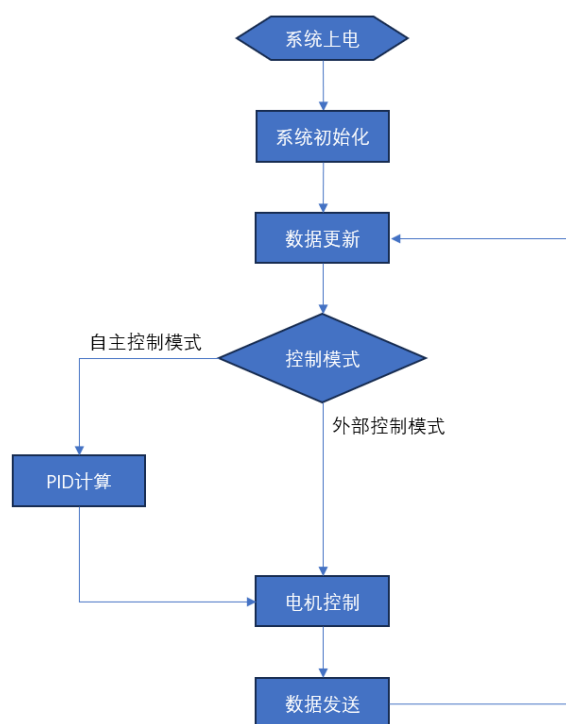 系统上电
系统初始化
数据更新
自主控制模式
控制模式
外部控制模式
PID计算
电机控制
数据发送